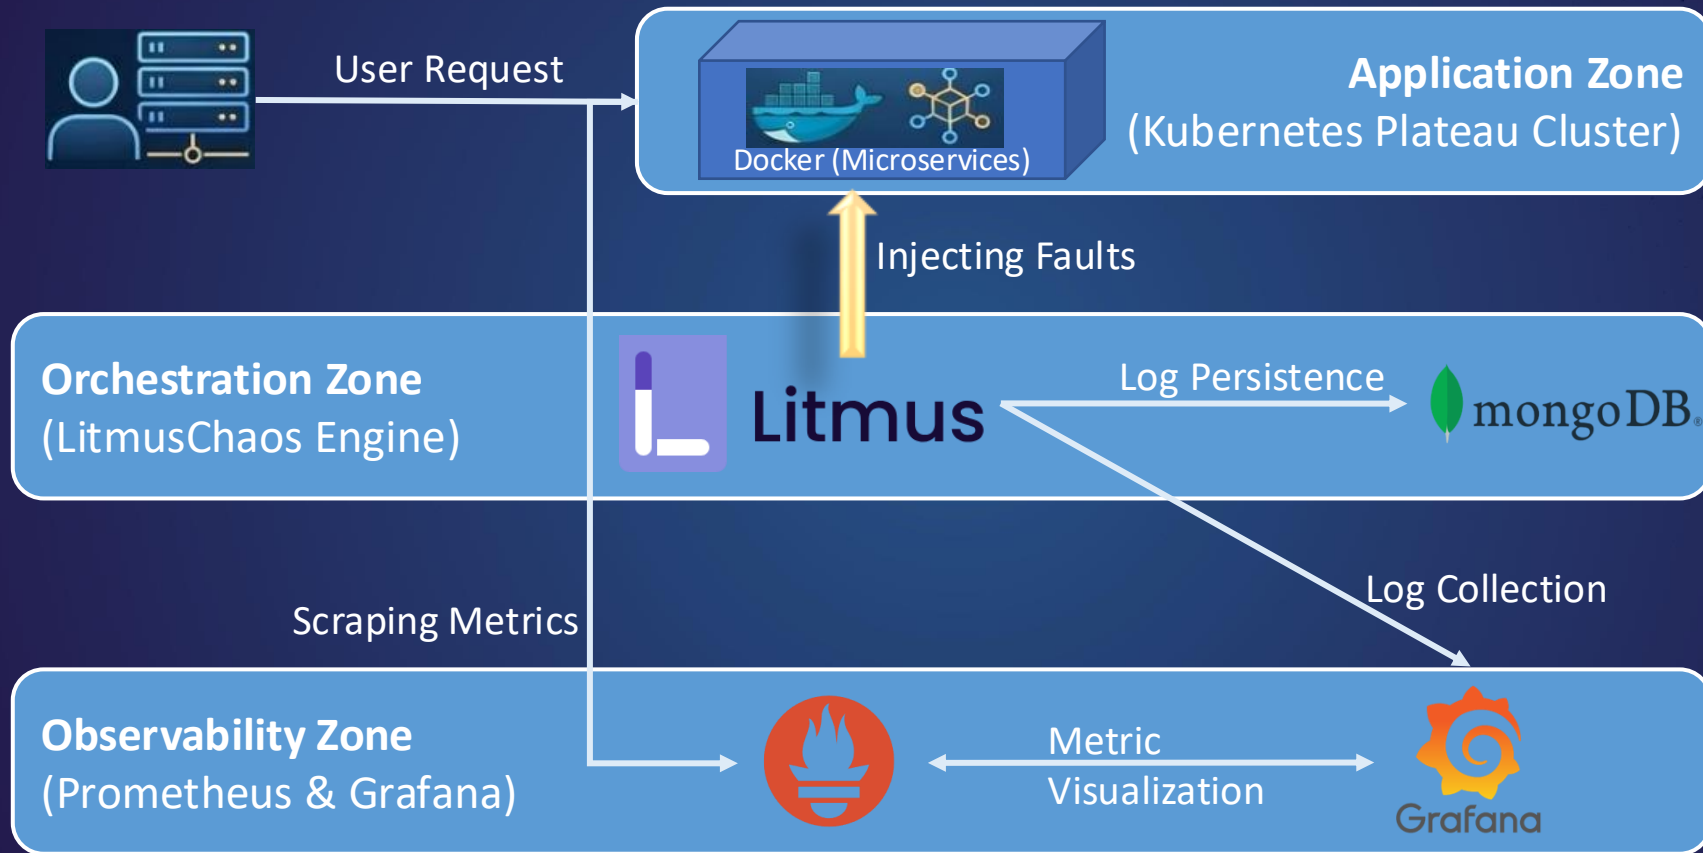 User Request
Application Zone
(Kubernetes Plateau Cluster)
Docker (Microservices)
Injecting Faults
Orchestration Zone
(LitmusChaos Engine)
Litmus
Log Persistence
mongoDB®
Log Collection
Scraping Metrics
Observability Zone
(Prometheus & Grafana)
Metric
Visualization
Grafana